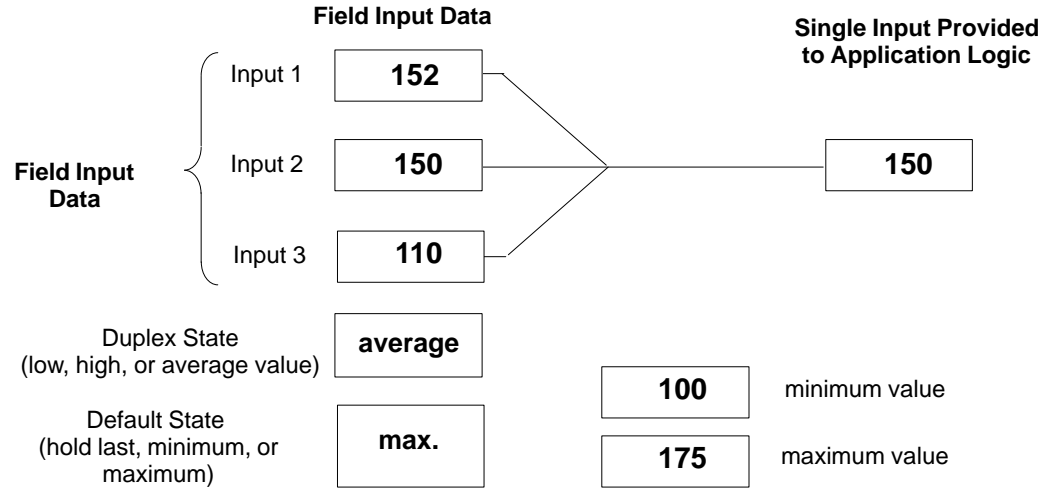 Field Input Data
Single Input Provided
to Application Logic
Input 1
152
Field Input
Data
Input 2
150
150
Input 3
110
Duplex State
(low, high, or average value)
average
100
minimum value
Default State
(hold last, minimum, or
maximum)
max.
175
maximum value